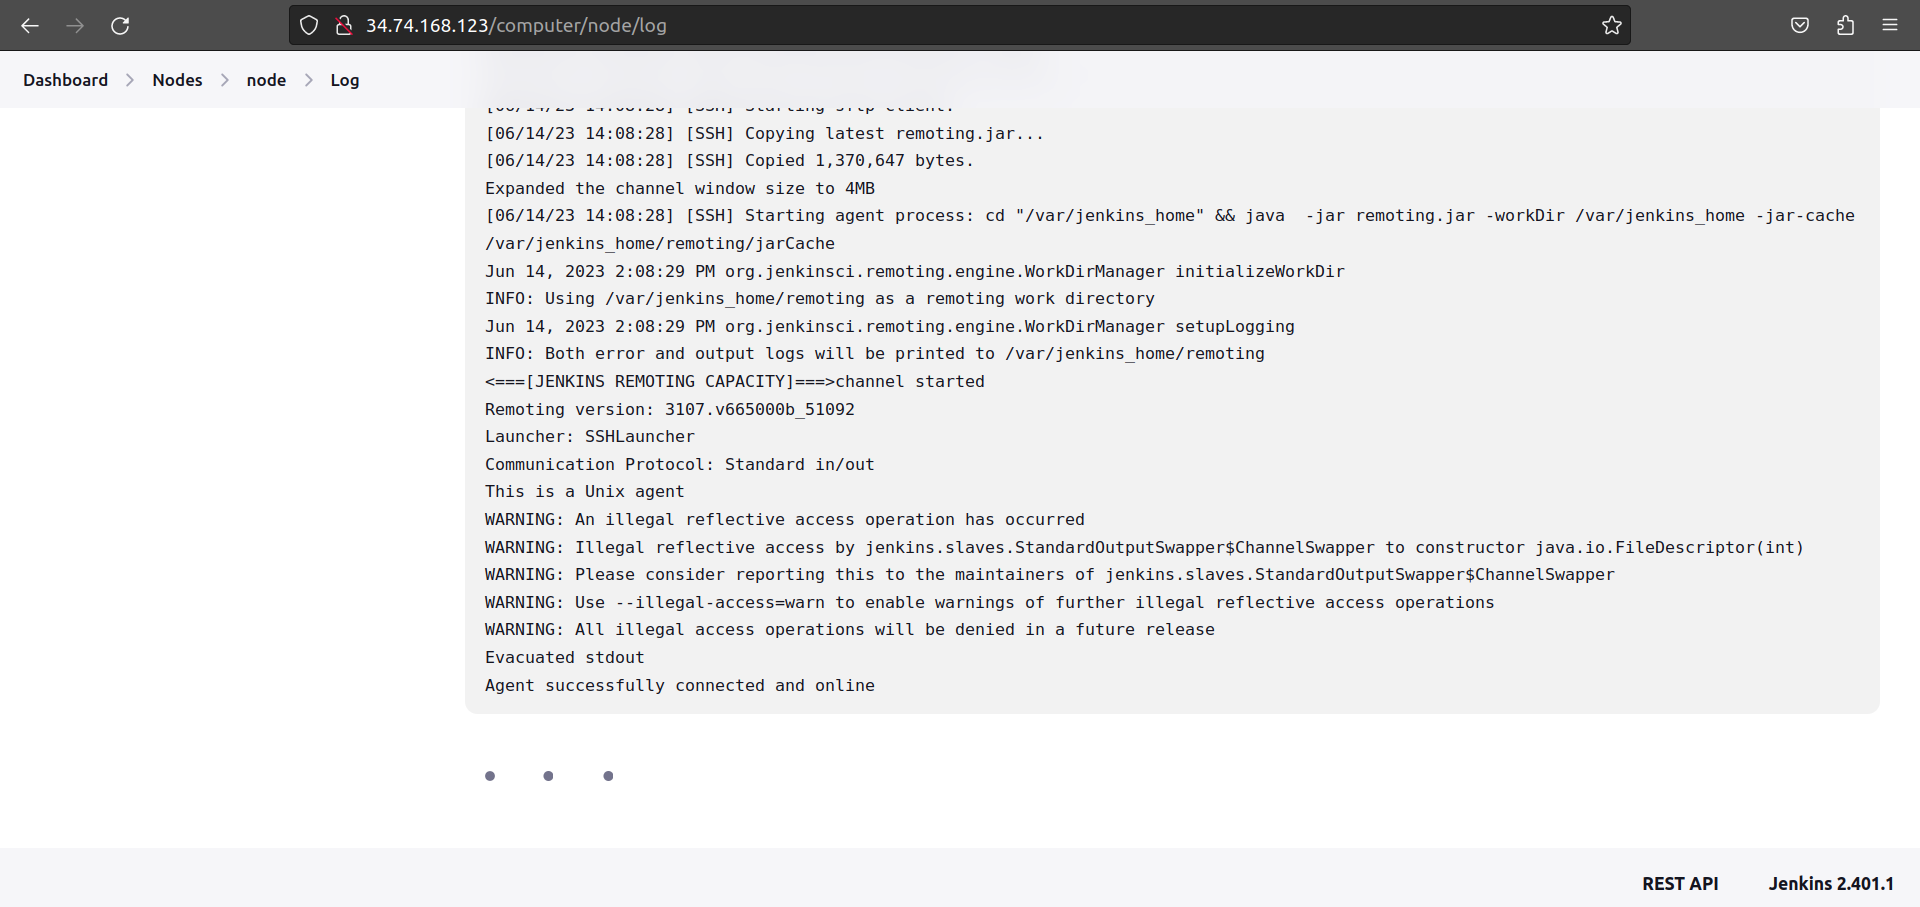 34.74.168.123/computer/node/log
Dashboard > Nodes > node > Log
[06/14/23 14:08:28] [SSH] Starting sftp client.
[06/14/23 14:08:28] [SSH] Copying latest remoting.jar...
[06/14/23 14:08:28] [SSH] Copied 1,370,647 bytes.
Expanded the channel window size to 4MB
[06/14/23 14:08:28] [SSH] Starting agent process: cd "/var/jenkins_home" && java  -jar remoting.jar -workDir /var/jenkins_home -jar-cache
/var/jenkins_home/remoting/jarCache
Jun 14, 2023 2:08:29 PM org.jenkinsci.remoting.engine.WorkDirManager initializeWorkDir
INFO: Using /var/jenkins_home/remoting as a remoting work directory
Jun 14, 2023 2:08:29 PM org.jenkinsci.remoting.engine.WorkDirManager setupLogging
INFO: Both error and output logs will be printed to /var/jenkins_home/remoting
<===[JENKINS REMOTING CAPACITY]===>channel started
Remoting version: 3107.v665000b_51092
Launcher: SSHLauncher
Communication Protocol: Standard in/out
This is a Unix agent
WARNING: An illegal reflective access operation has occurred
WARNING: Illegal reflective access by jenkins.slaves.StandardOutputSwapper$ChannelSwapper to constructor java.io.FileDescriptor(int)
WARNING: Please consider reporting this to the maintainers of jenkins.slaves.StandardOutputSwapper$ChannelSwapper
WARNING: Use --illegal-access=warn to enable warnings of further illegal reflective access operations
WARNING: All illegal access operations will be denied in a future release
Evacuated stdout
Agent successfully connected and online
REST API
Jenkins 2.401.1